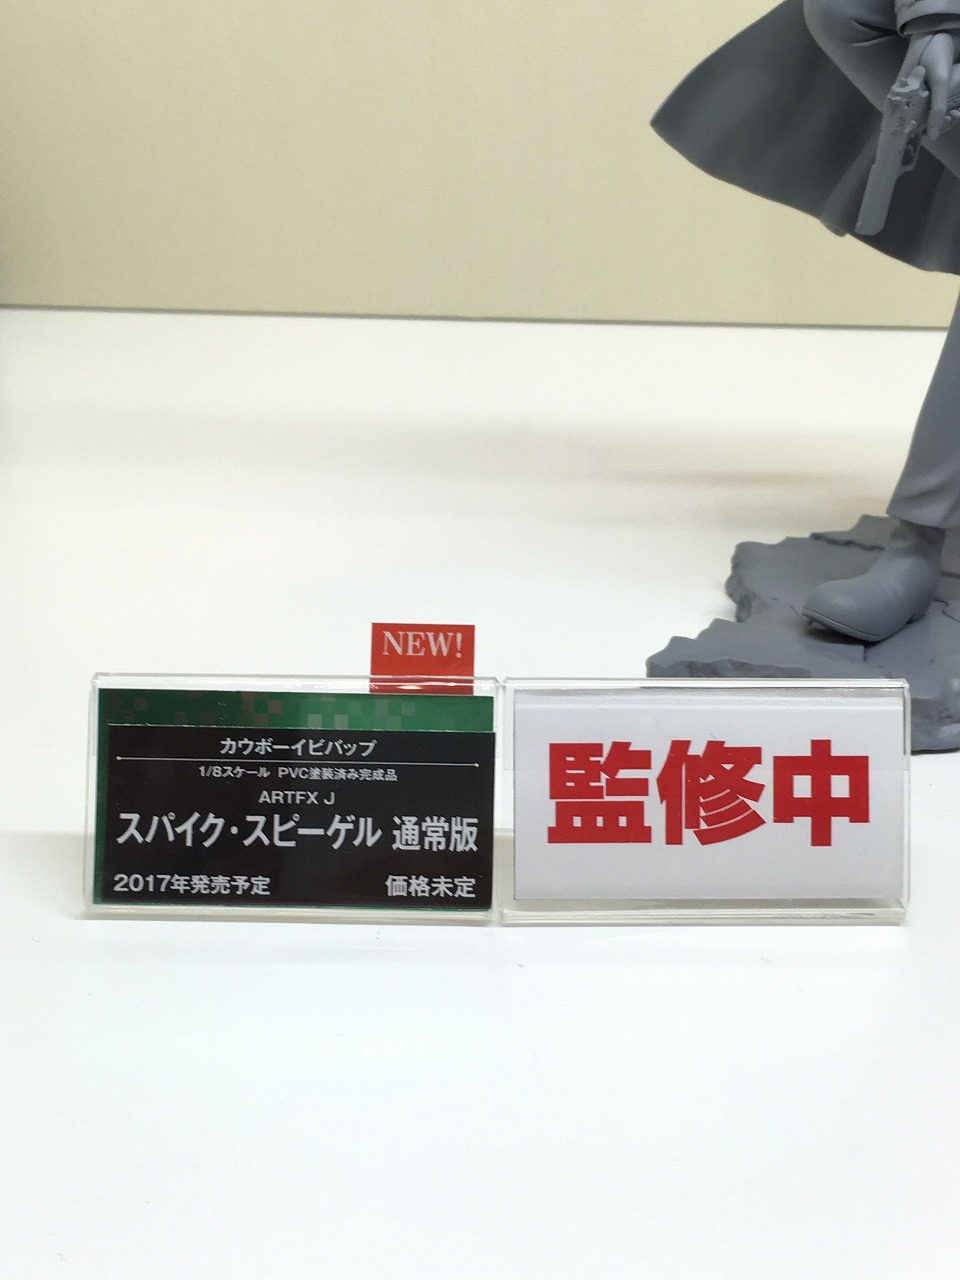 NEW!
カウボーイビバップ
1/8スケール PVC塗装済み完成品
ARTFX J
スパイク・スピーゲル 通常版
2017年発売予定 価格未定
監修中